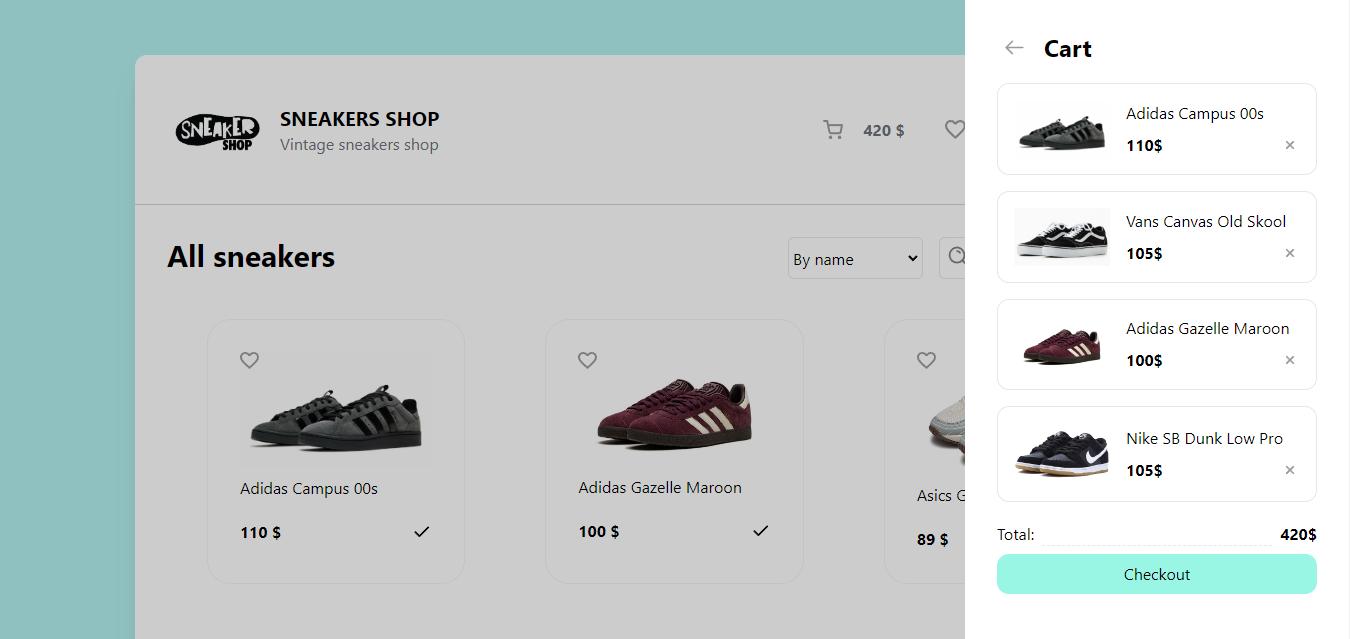 SNEAKER
SHOP
SNEAKERS SHOP
Vintage sneakers shop
420 $
All sneakers
By name
Adidas Campus 00s
110 $
Adidas Gazelle Maroon
100 $
Asics G
89 $
Cart
Adidas Campus 00s
110$
×
Vans Canvas Old Skool
105$
×
Adidas Gazelle Maroon
100$
×
Nike SB Dunk Low Pro
105$
×
Total:
420$
Checkout